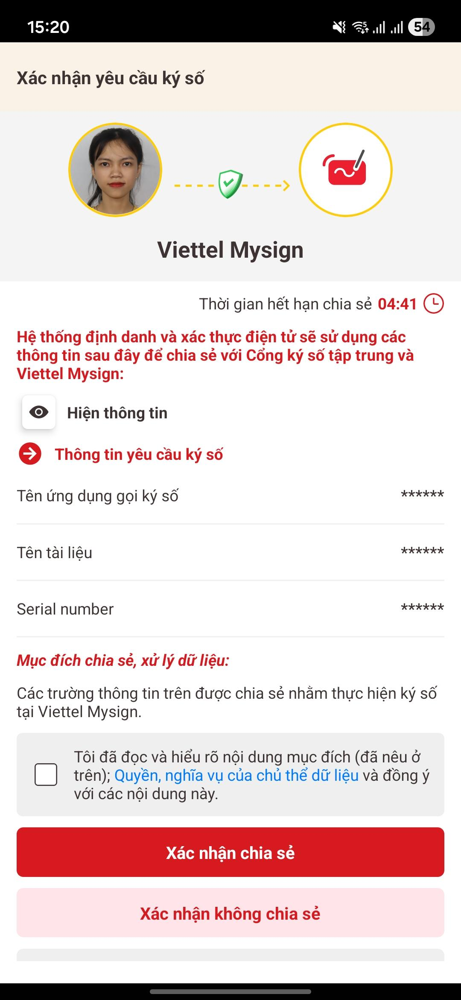 15:20
5
54
Xác nhận yêu cầu ký số
Viettel Mysign
Thời gian hết hạn chia sẻ 04:41
Hệ thống định danh và xác thực điện tử sẽ sử dụng các
thông tin sau đây để chia sẻ với Cổng ký số tập trung và
Viettel Mysign:
Hiện thông tin
Thông tin yêu cầu ký số
Tên ứng dụng gọi ký số ******
Tên tài liệu ******
Serial number ******
Mục đích chia sẻ, xử lý dữ liệu:
Các trường thông tin trên được chia sẻ nhằm thực hiện ký số
tại Viettel Mysign.
Tôi đã đọc và hiểu rõ nội dung mục đích (đã nêu ở
trên); Quyền, nghĩa vụ của chủ thể dữ liệu và đồng ý
với các nội dung này.
Xác nhận chia sẻ
Xác nhận không chia sẻ